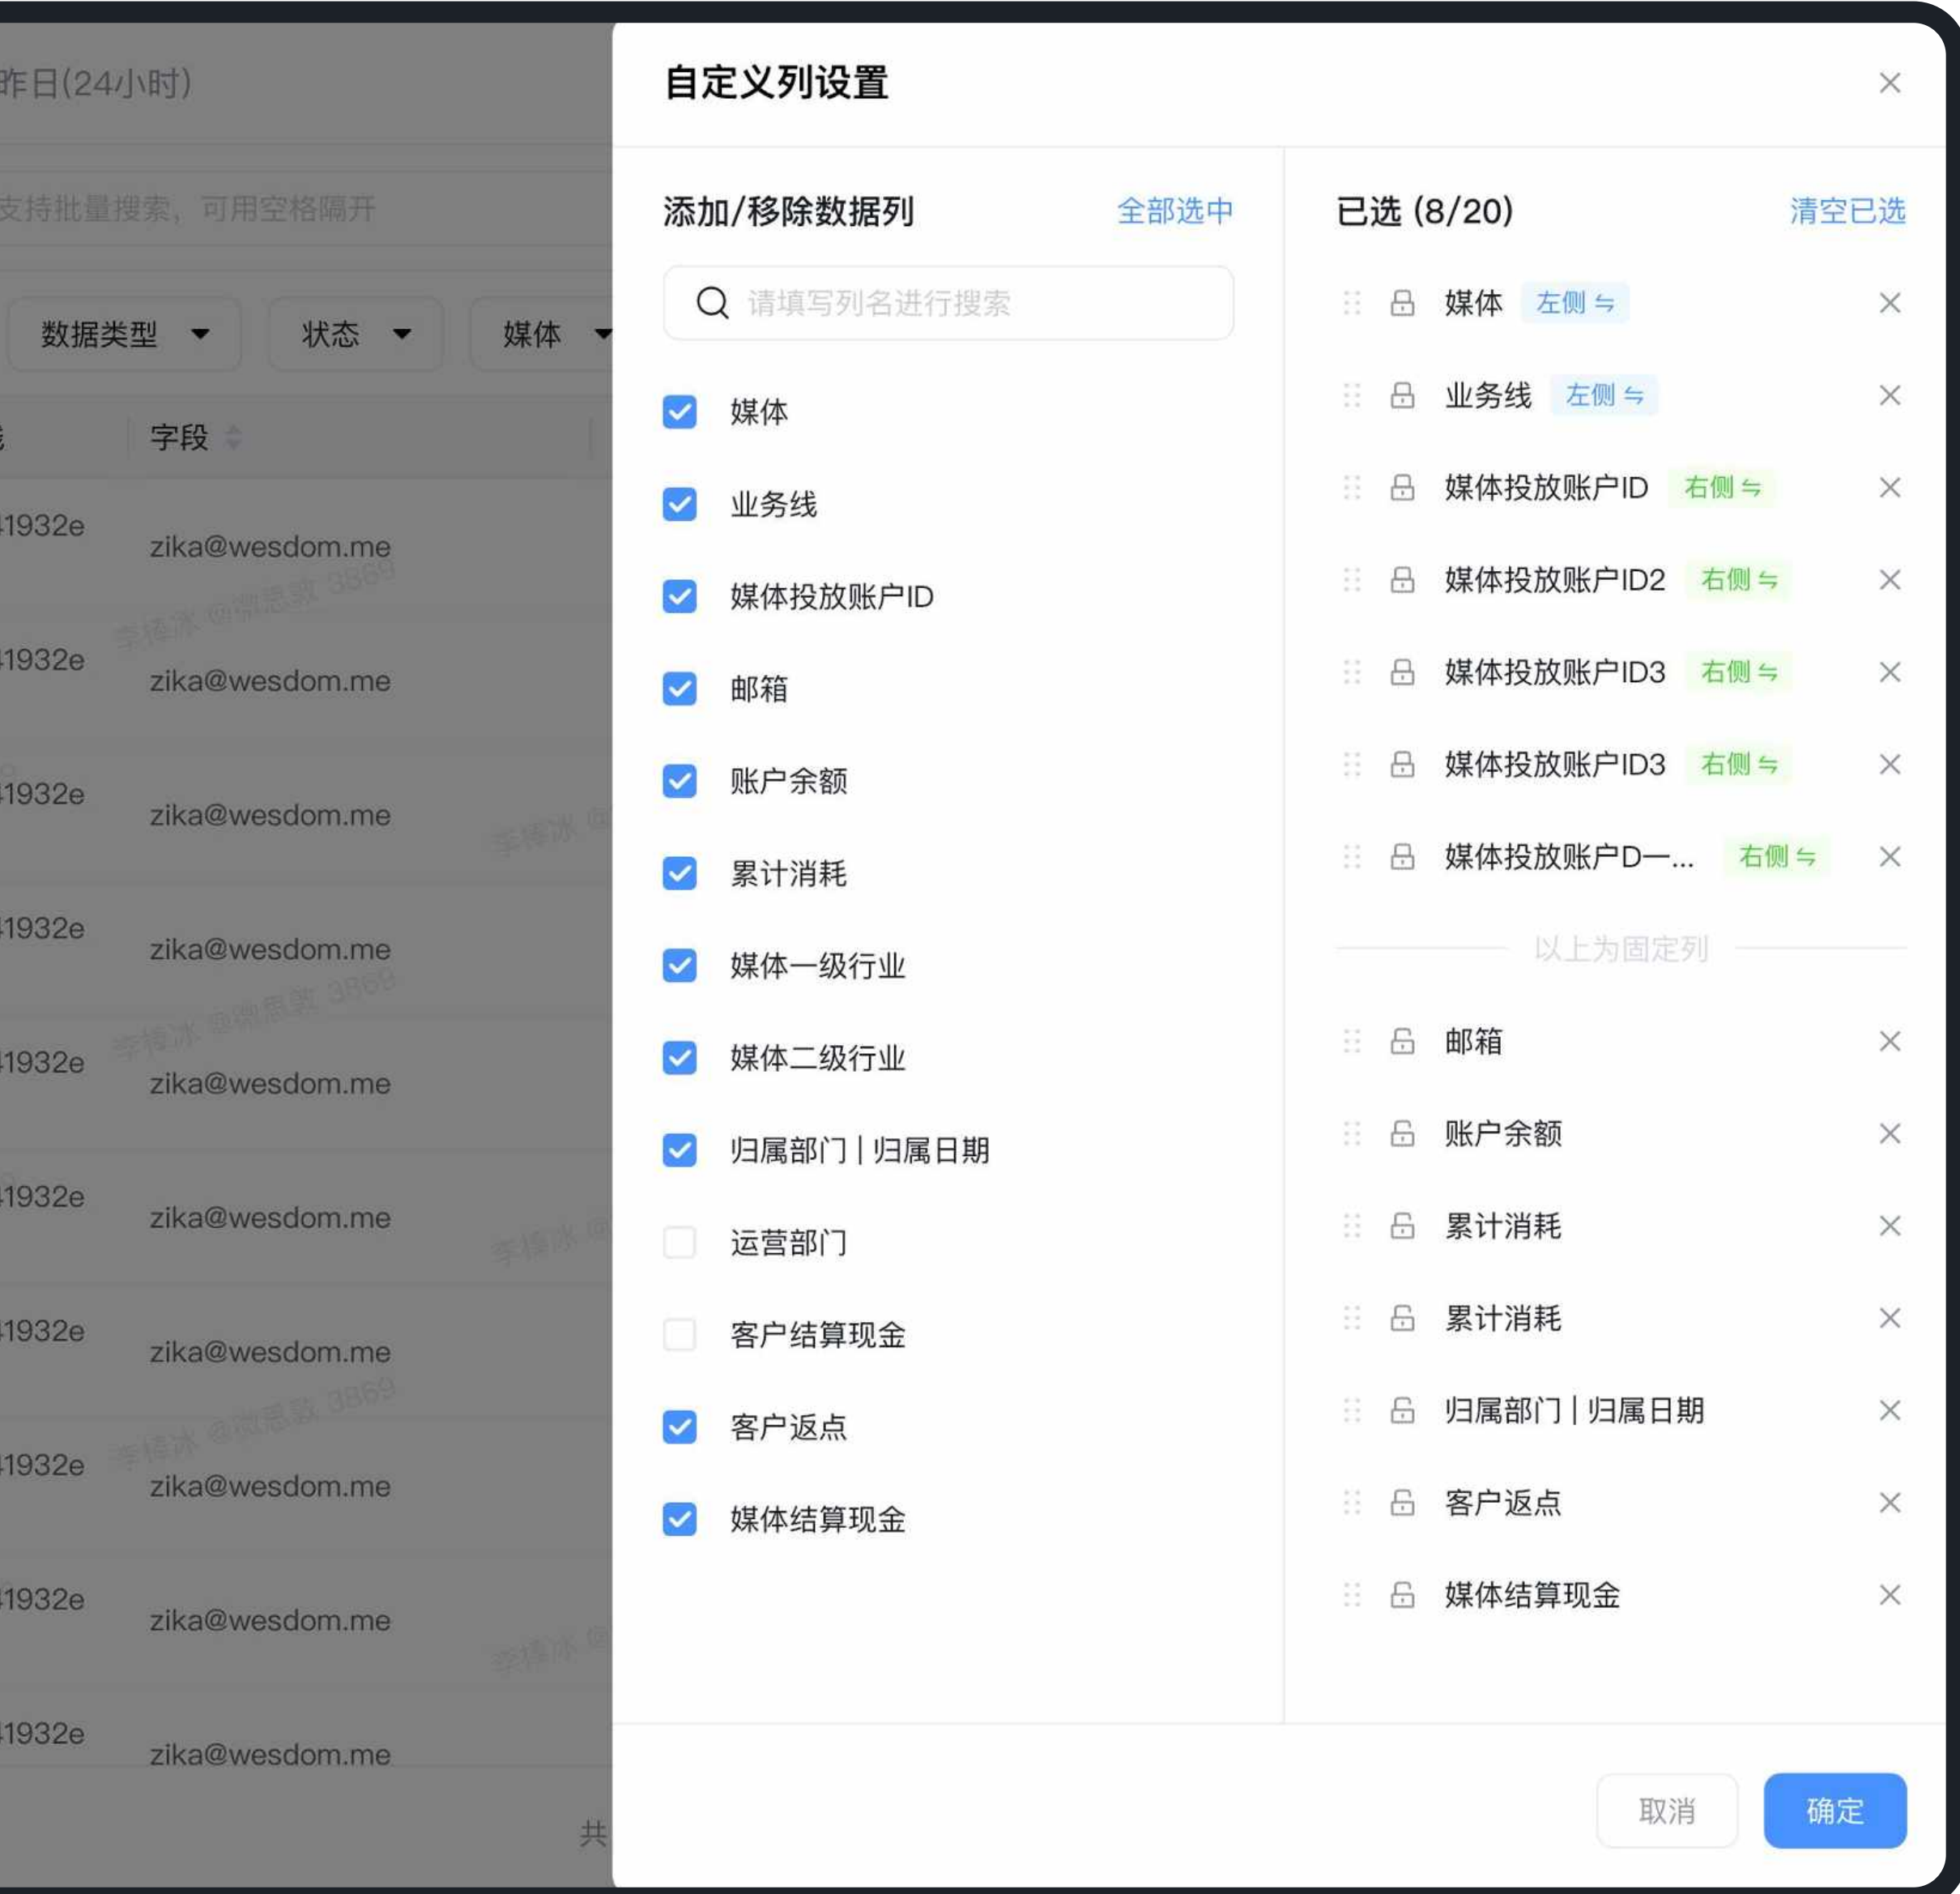 昨日(24小时)
支持批量搜索，可用空格隔开
数据类型
状态
媒体
字段
1932e
zika@wesdom.me
1932e
zika@wesdom.me
1932e
zika@wesdom.me
1932e
zika@wesdom.me
1932e
zika@wesdom.me
1932e
zika@wesdom.me
1932e
zika@wesdom.me
1932e
zika@wesdom.me
1932e
zika@wesdom.me
1932e
zika@wesdom.me
共
自定义列设置
添加/移除数据列
全部选中
请填写列名进行搜索
媒体
业务线
媒体投放账户ID
邮箱
账户余额
累计消耗
媒体一级行业
媒体二级行业
归属部门 | 归属日期
运营部门
客户结算现金
客户返点
媒体结算现金
已选 (8/20)
清空已选
媒体 左侧
业务线 左侧
媒体投放账户ID 右侧
媒体投放账户ID2 右侧
媒体投放账户ID3 右侧
媒体投放账户ID3 右侧
媒体投放账户D一... 右侧
以上为固定列
邮箱
账户余额
累计消耗
累计消耗
归属部门 | 归属日期
客户返点
媒体结算现金
取消
确定